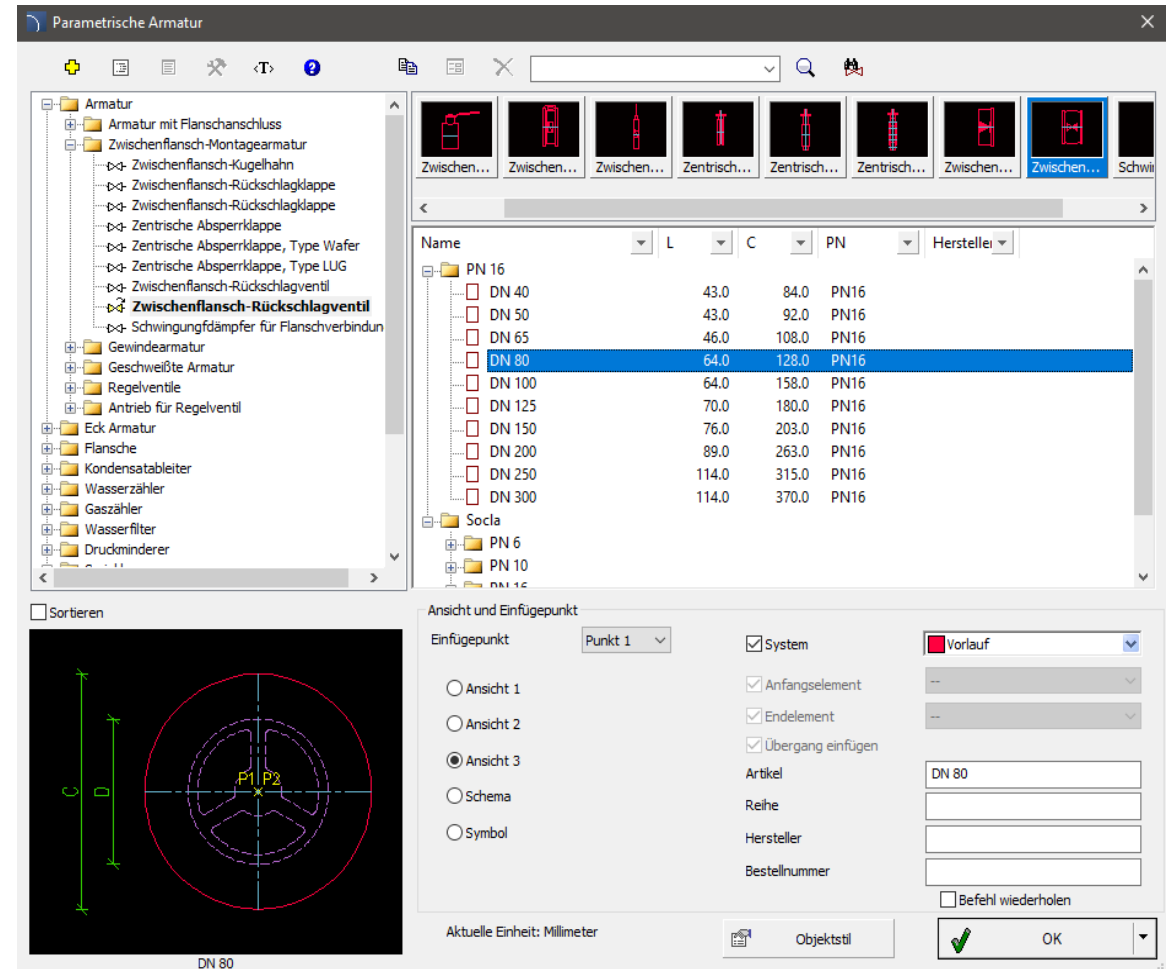 Parametrische Armatur
<T>
Armatur
Armatur mit Flanschanschluss
Zwischenflansch-Montagearmatur
Zwischenflansch-Kugelhahn
Zwischenflansch-Rückschlagklappe
Zwischenflansch-Rückschlagklappe
Zentrische Absperrklappe
Zentrische Absperrklappe, Type Wafer
Zentrische Absperrklappe, Type LUG
Zwischenflansch-Rückschlagventil
Zwischenflansch-Rückschlagventil
Schwingungfdämpfer für Flanschverbindun
Gewindearmatur
Geschweißte Armatur
Regelventile
Antrieb für Regelventil
Eck Armatur
Flansche
Kondensatableiter
Wasserzähler
Gaszähler
Wasserfilter
Druckminderer
Zwischen... Zwischen... Zwischen... Zentrisch... Zentrisch... Zentrisch... Zwischen... Zwischen... Schwi
Name L C PN Hersteller
PN 16
DN 40 43.0 84.0 PN16
DN 50 43.0 92.0 PN16
DN 65 46.0 108.0 PN16
DN 80 64.0 128.0 PN16
DN 100 64.0 158.0 PN16
DN 125 70.0 180.0 PN16
DN 150 76.0 203.0 PN16
DN 200 89.0 263.0 PN16
DN 250 114.0 315.0 PN16
DN 300 114.0 370.0 PN16
Socla
PN 6
PN 10
PN 16
Sortieren
C D P1 P2
DN 80
Ansicht und Einfügepunkt
Einfügepunkt Punkt 1
Ansicht 1
Ansicht 2
Ansicht 3
Schema
Symbol
System Vorlauf
Anfangselement --
Endelement --
Übergang einfügen
Artikel DN 80
Reihe
Hersteller
Bestellnummer
Befehl wiederholen
Aktuelle Einheit: Millimeter
Objektstil
OK